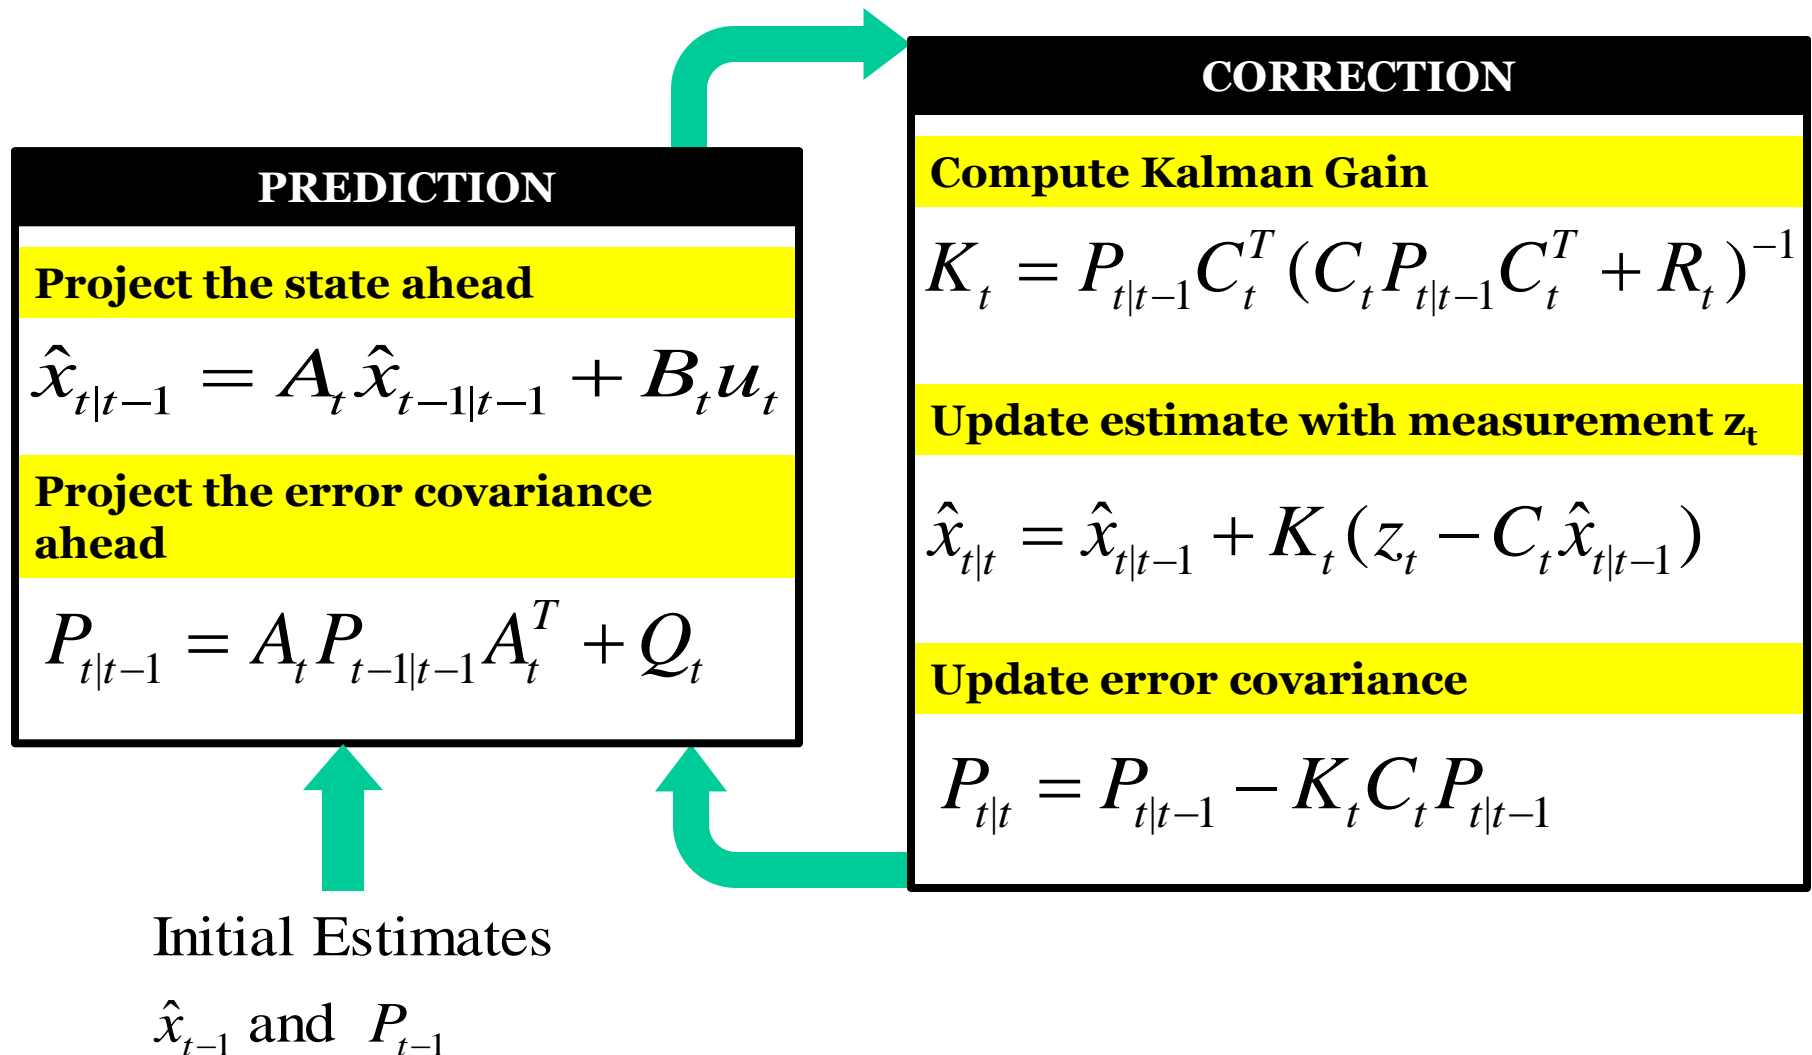 PREDICTION
Project the state ahead
x̂_{t|t−1} = A_t x̂_{t−1|t−1} + B_t u_t
Project the error covariance
ahead
P_{t|t−1} = A_t P_{t−1|t−1} A_t^T + Q_t
Initial Estimates
x̂_{t−1} and P_{t−1}
CORRECTION
Compute Kalman Gain
K_t = P_{t|t−1} C_t^T (C_t P_{t|t−1} C_t^T + R_t)^{−1}
Update estimate with measurement z_t
x̂_{t|t} = x̂_{t|t−1} + K_t (z_t − C_t x̂_{t|t−1})
Update error covariance
P_{t|t} = P_{t|t−1} − K_t C_t P_{t|t−1}